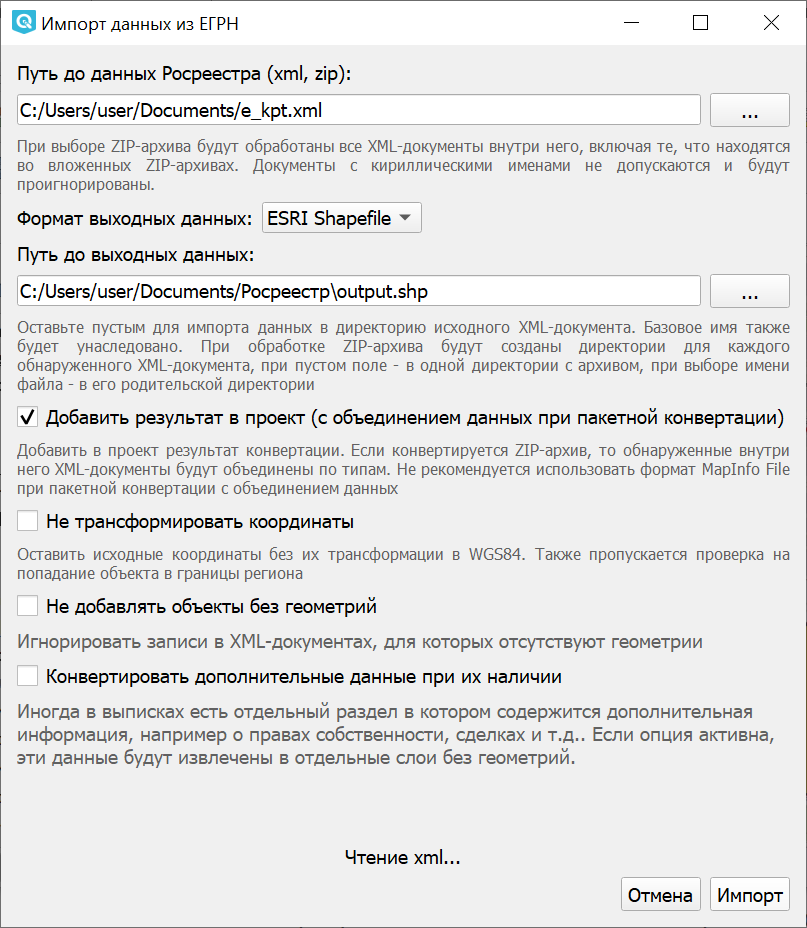 Импорт данных из ЕГРН
Путь до данных Росреестра (xml, zip):
C:/Users/user/Documents/e_kpt.xml
...
При выборе ZIP-архива будут обработаны все XML-документы внутри него, включая те, что находятся
во вложенных ZIP-архивах. Документы с кириллическими именами не допускаются и будут
проигнорированы.
Формат выходных данных: ESRI Shapefile
Путь до выходных данных:
C:/Users/user/Documents/Росреестр\output.shp
...
Оставьте пустым для импорта данных в директорию исходного XML-документа. Базовое имя также
будет унаследовано. При обработке ZIP-архива будут созданы директории для каждого
обнаруженного XML-документа, при пустом поле - в одной директории с архивом, при выборе имени
файла - в его родительской директории
Добавить результат в проект (с объединением данных при пакетной конвертации)
Добавить в проект результат конвертации. Если конвертируется ZIP-архив, то обнаруженные внутри
него XML-документы будут объединены по типам. Не рекомендуется использовать формат MapInfo File
при пакетной конвертации с объединением данных
Не трансформировать координаты
Оставить исходные координаты без их трансформации в WGS84. Также пропускается проверка на
попадание объекта в границы региона
Не добавлять объекты без геометрий
Игнорировать записи в XML-документах, для которых отсутствуют геометрии
Конвертировать дополнительные данные при их наличии
Иногда в выписках есть отдельный раздел в котором содержится дополнительная
информация, например о правах собственности, сделках и т.д.. Если опция активна,
эти данные будут извлечены в отдельные слои без геометрий.
Чтение xml...
Отмена
Импорт